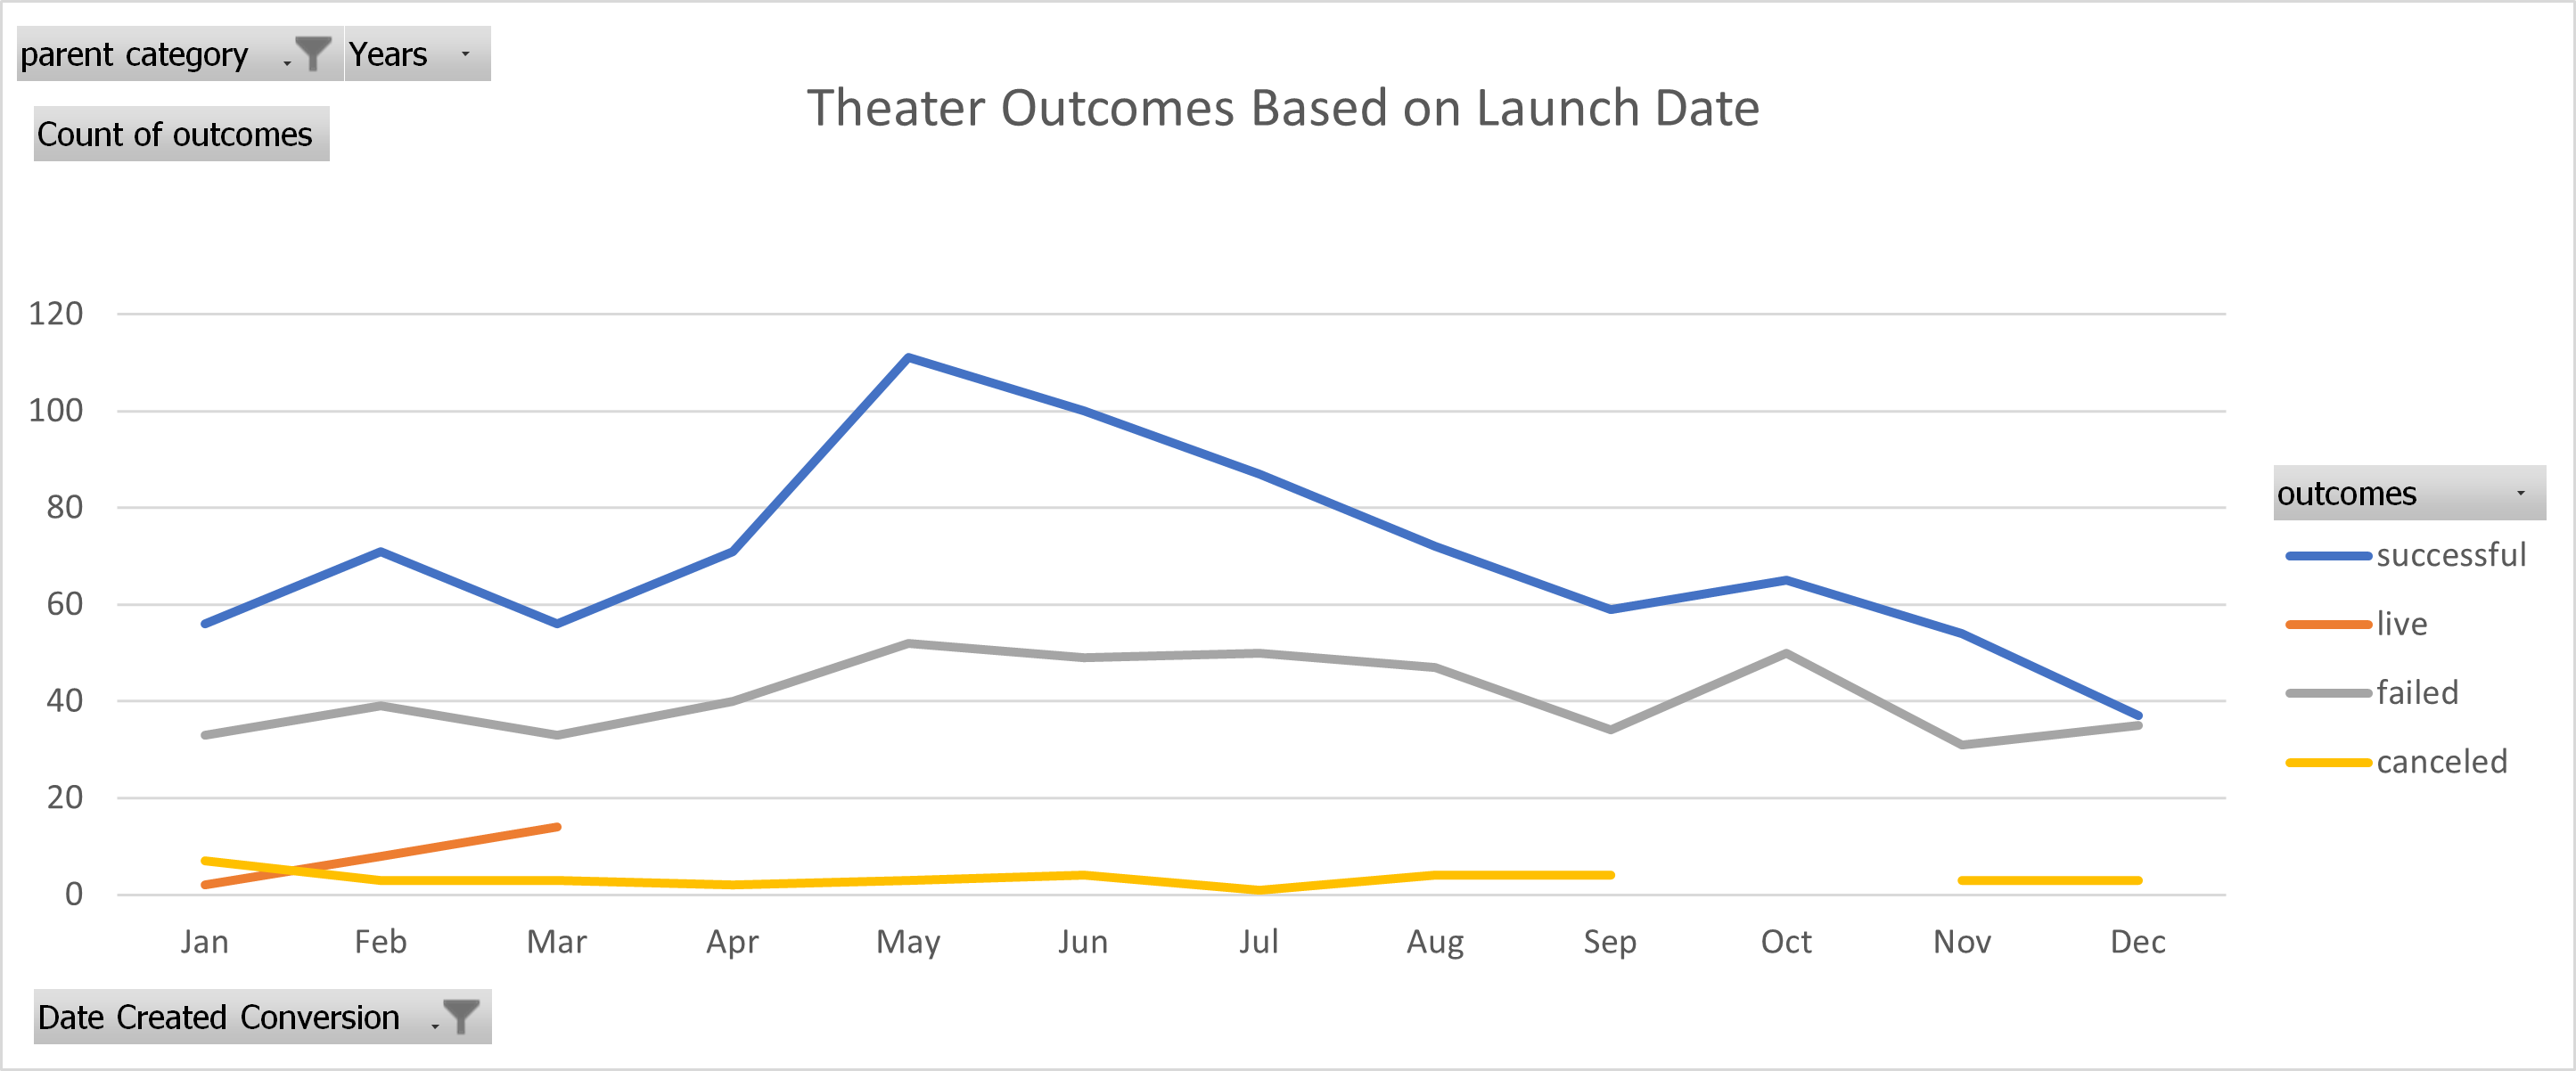 parent category Years
Count of outcomes
Theater Outcomes Based on Launch Date
120
100
80
60
40
20
0
Jan Feb Mar Apr May Jun Jul Aug Sep Oct Nov Dec
outcomes
successful
live
failed
canceled
Date Created Conversion